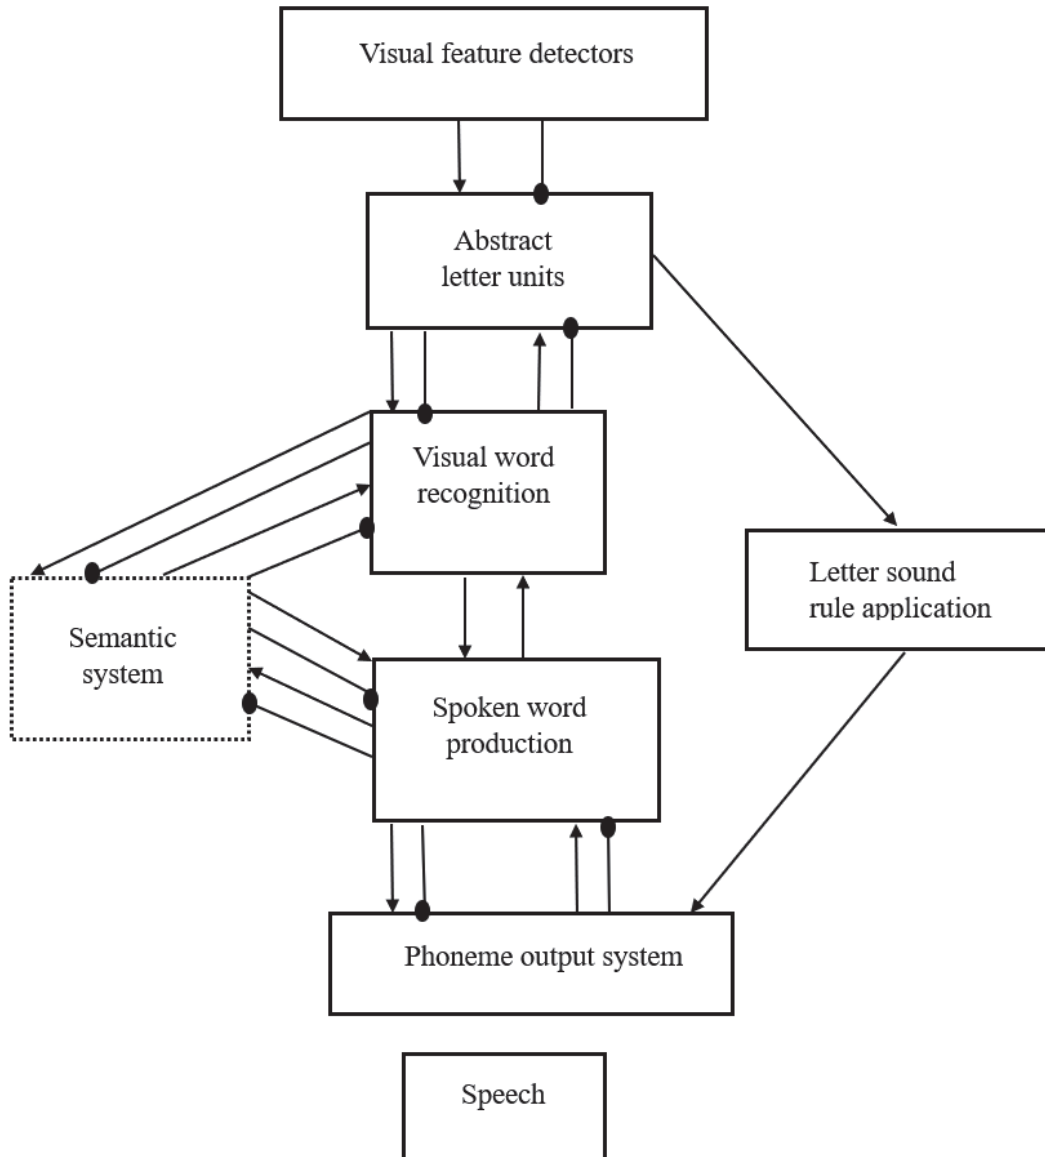 Visual feature detectors
Abstract
letter units
Visual word
recognition
Letter sound
rule application
Semantic
system
Spoken word
production
Phoneme output system
Speech